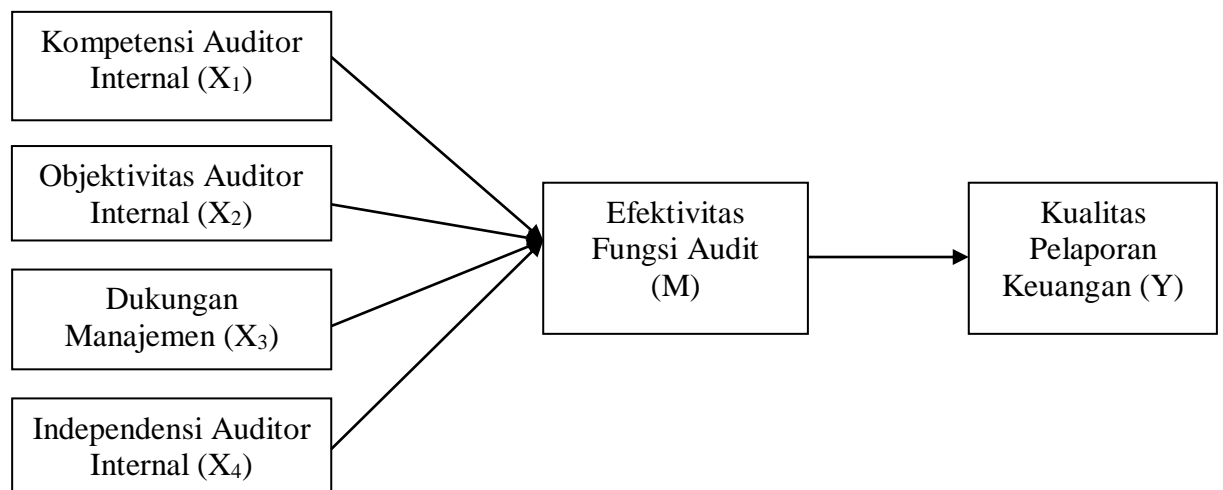 Kompetensi Auditor
Internal (X₁)
Objektivitas Auditor
Internal (X₂)
Dukungan
Manajemen (X₃)
Independensi Auditor
Internal (X₄)
Efektivitas
Fungsi Audit
(M)
Kualitas
Pelaporan
Keuangan (Y)